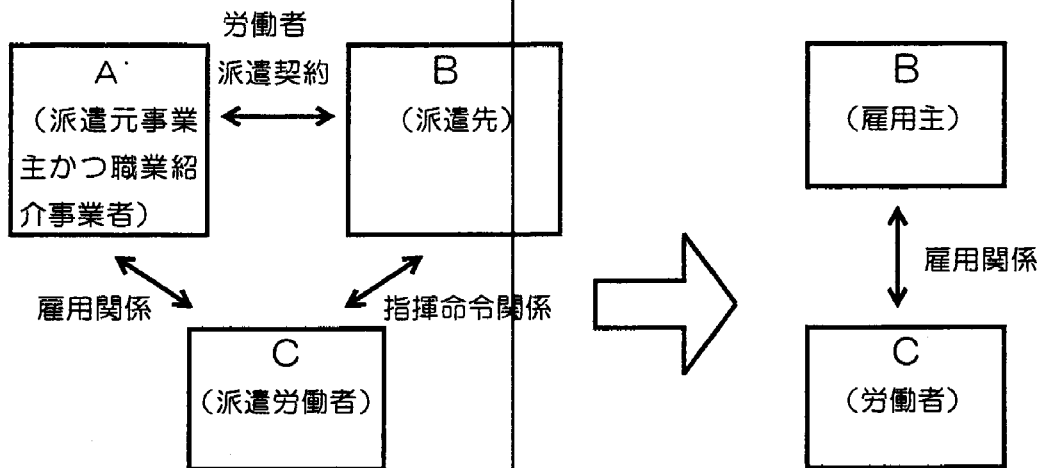 労働者
派遣契約
A
（派遣元事業
主かつ職業紹
介事業者）
B
（派遣先）
雇用関係
指揮命令関係
C
（派遣労働者）
B
（雇用主）
雇用関係
C
（労働者）